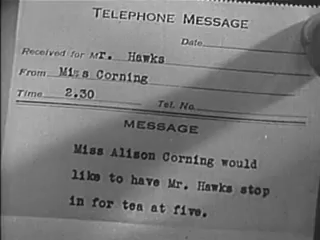 TELEPHONE MESSAGE
Date
Received for Mr. Hawks
From Miss Corning
Time 2.30 Tel. No.
MESSAGE
Miss Alison Corning would
like to have Mr. Hawks stop
in for tea at five.